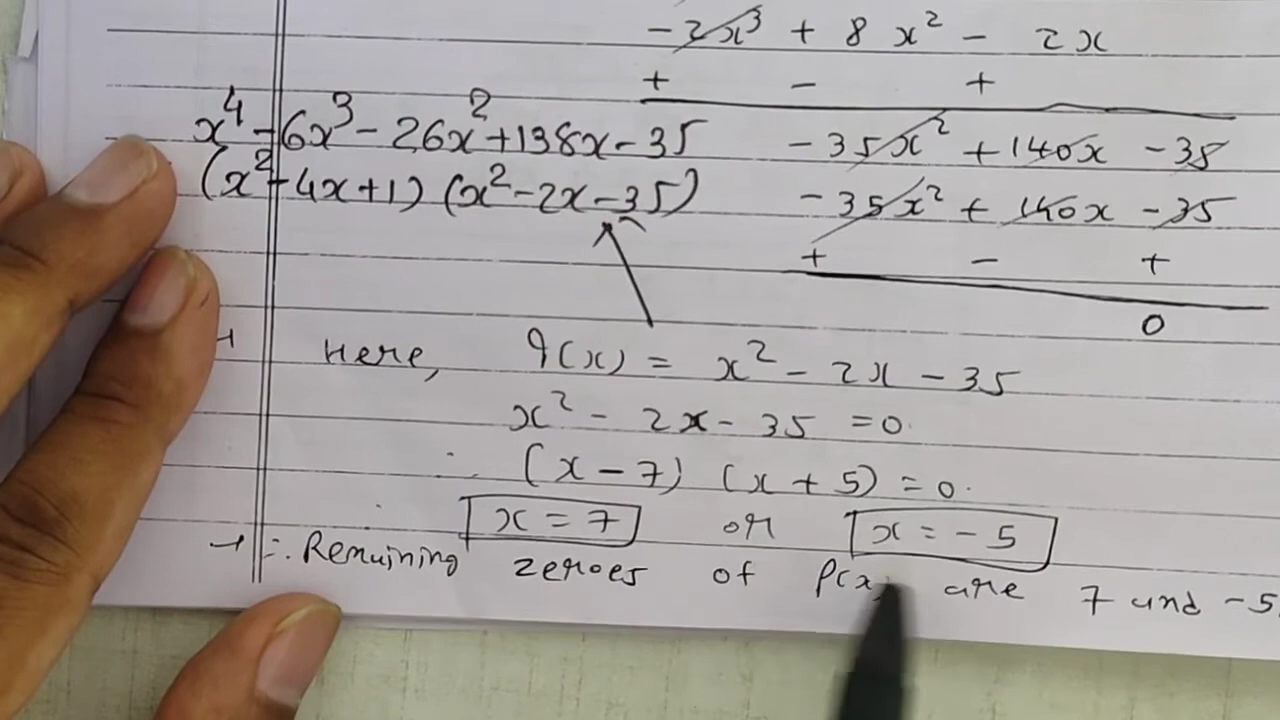 -2x³ + 8x² - 2x
+ - +
x⁴ - 6x³ - 26x² + 138x - 35
-35x² + 140x - 35
(x² - 4x + 1) (x² - 2x - 35)
-35x² + 140x - 35
+ - +
0
Here, q(x) = x² - 2x - 35
x² - 2x - 35 = 0.
(x - 7) (x + 5) = 0.
x = 7 or x = -5
∴ Remaining zeroes of P(x) are 7 and -5.